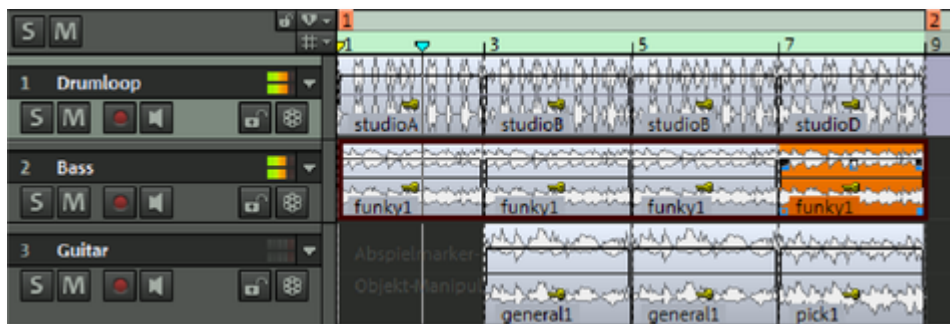 S M 1 2
1 3 5 7 9
1 Drumloop
S M
studioA studioB studioB studioD
2 Bass
S M
funky1 funky1 funky1 funky1
3 Guitar
Abspielmarker-
S M
Objekt-Manipu
general1 general1 pick1